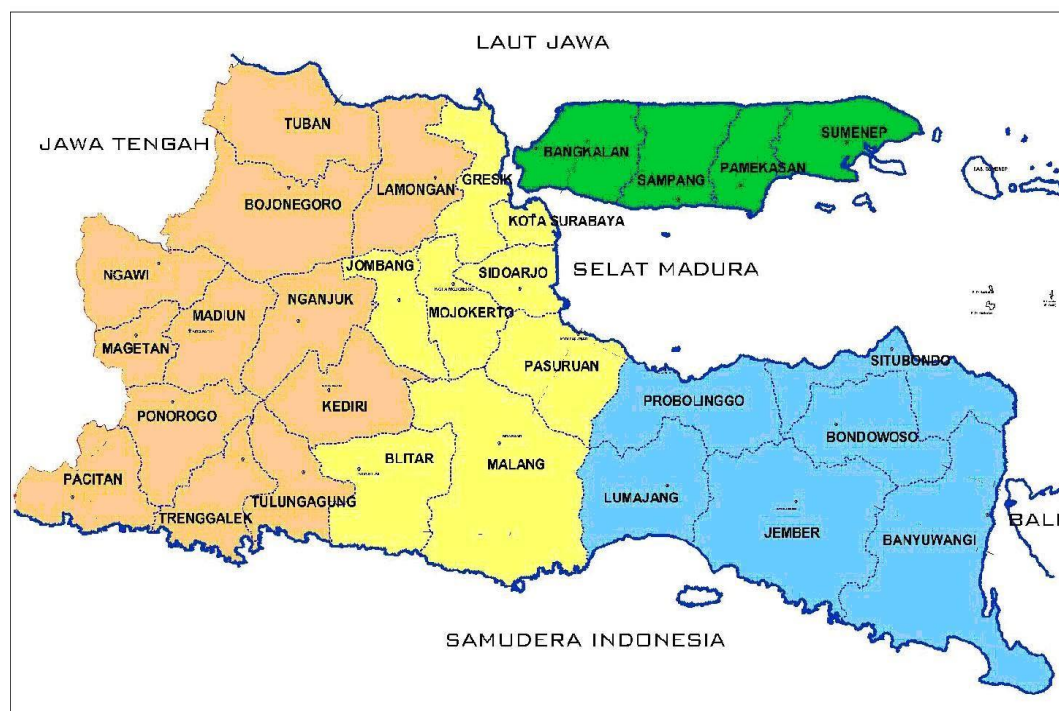 LAUT JAWA
JAWA TENGAH
TUBAN
SUMENEP
BANGKALAN
PAMEKASAN
SAMPANG
LAMONGAN
GRESIK
BOJONEGORO
KOTA SURABAYA
NGAWI
JOMBANG
SIDOARJO
SELAT MADURA
NGANJUK
MADIUN
MOJOKERTO
MAGETAN
SITUBONDO
PASURUAN
PROBOLINGGO
KEDIRI
PONOROGO
BONDOWOSO
BLITAR
MALANG
PACITAN
TULUNGAGUNG
LUMAJANG
TRENGGALEK
JEMBER
BANYUWANGI
BALI
SAMUDERA INDONESIA